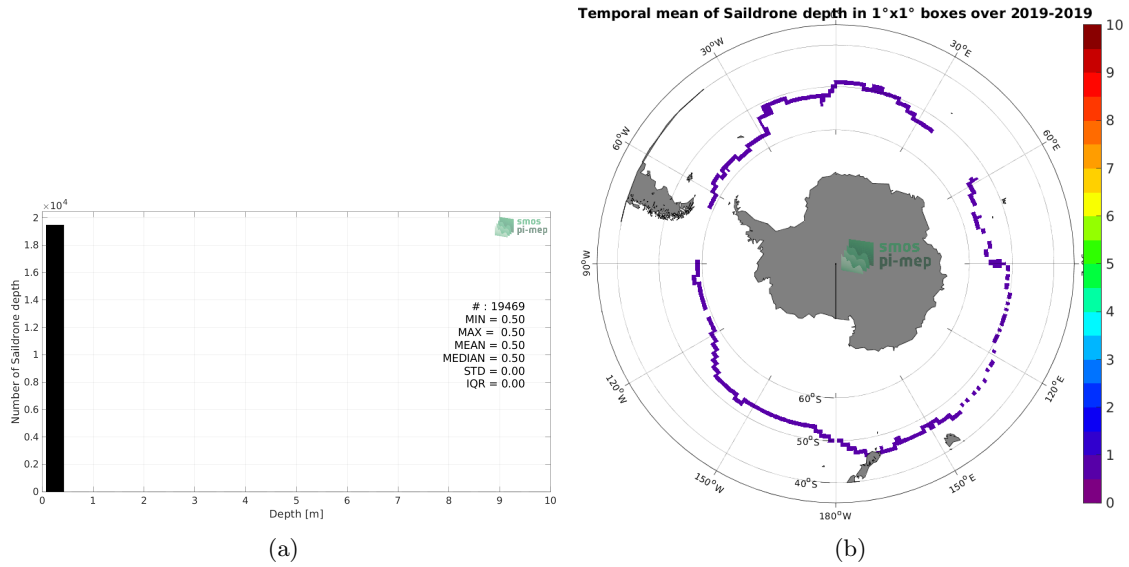 Temporal mean of Saildrone depth in 1°x1° boxes over 2019-2019
×10⁴
2
1.8
1.6
1.4
1.2
1
0.8
0.6
0.4
0.2
0
Number of Saildrone depth
smos
pi-mep
# : 19469
MIN = 0.50
MAX = 0.50
MEAN = 0.50
MEDIAN = 0.50
STD = 0.00
IQR = 0.00
0 1 2 3 4 5 6 7 8 9 10
Depth [m]
(a)
30°W
30°E
60°W
60°E
90°W
120°W
120°E
150°W
150°E
180°W
60°S
50°S
40°S
smos
pi-mep
10
9
8
7
6
5
4
3
2
1
0
(b)